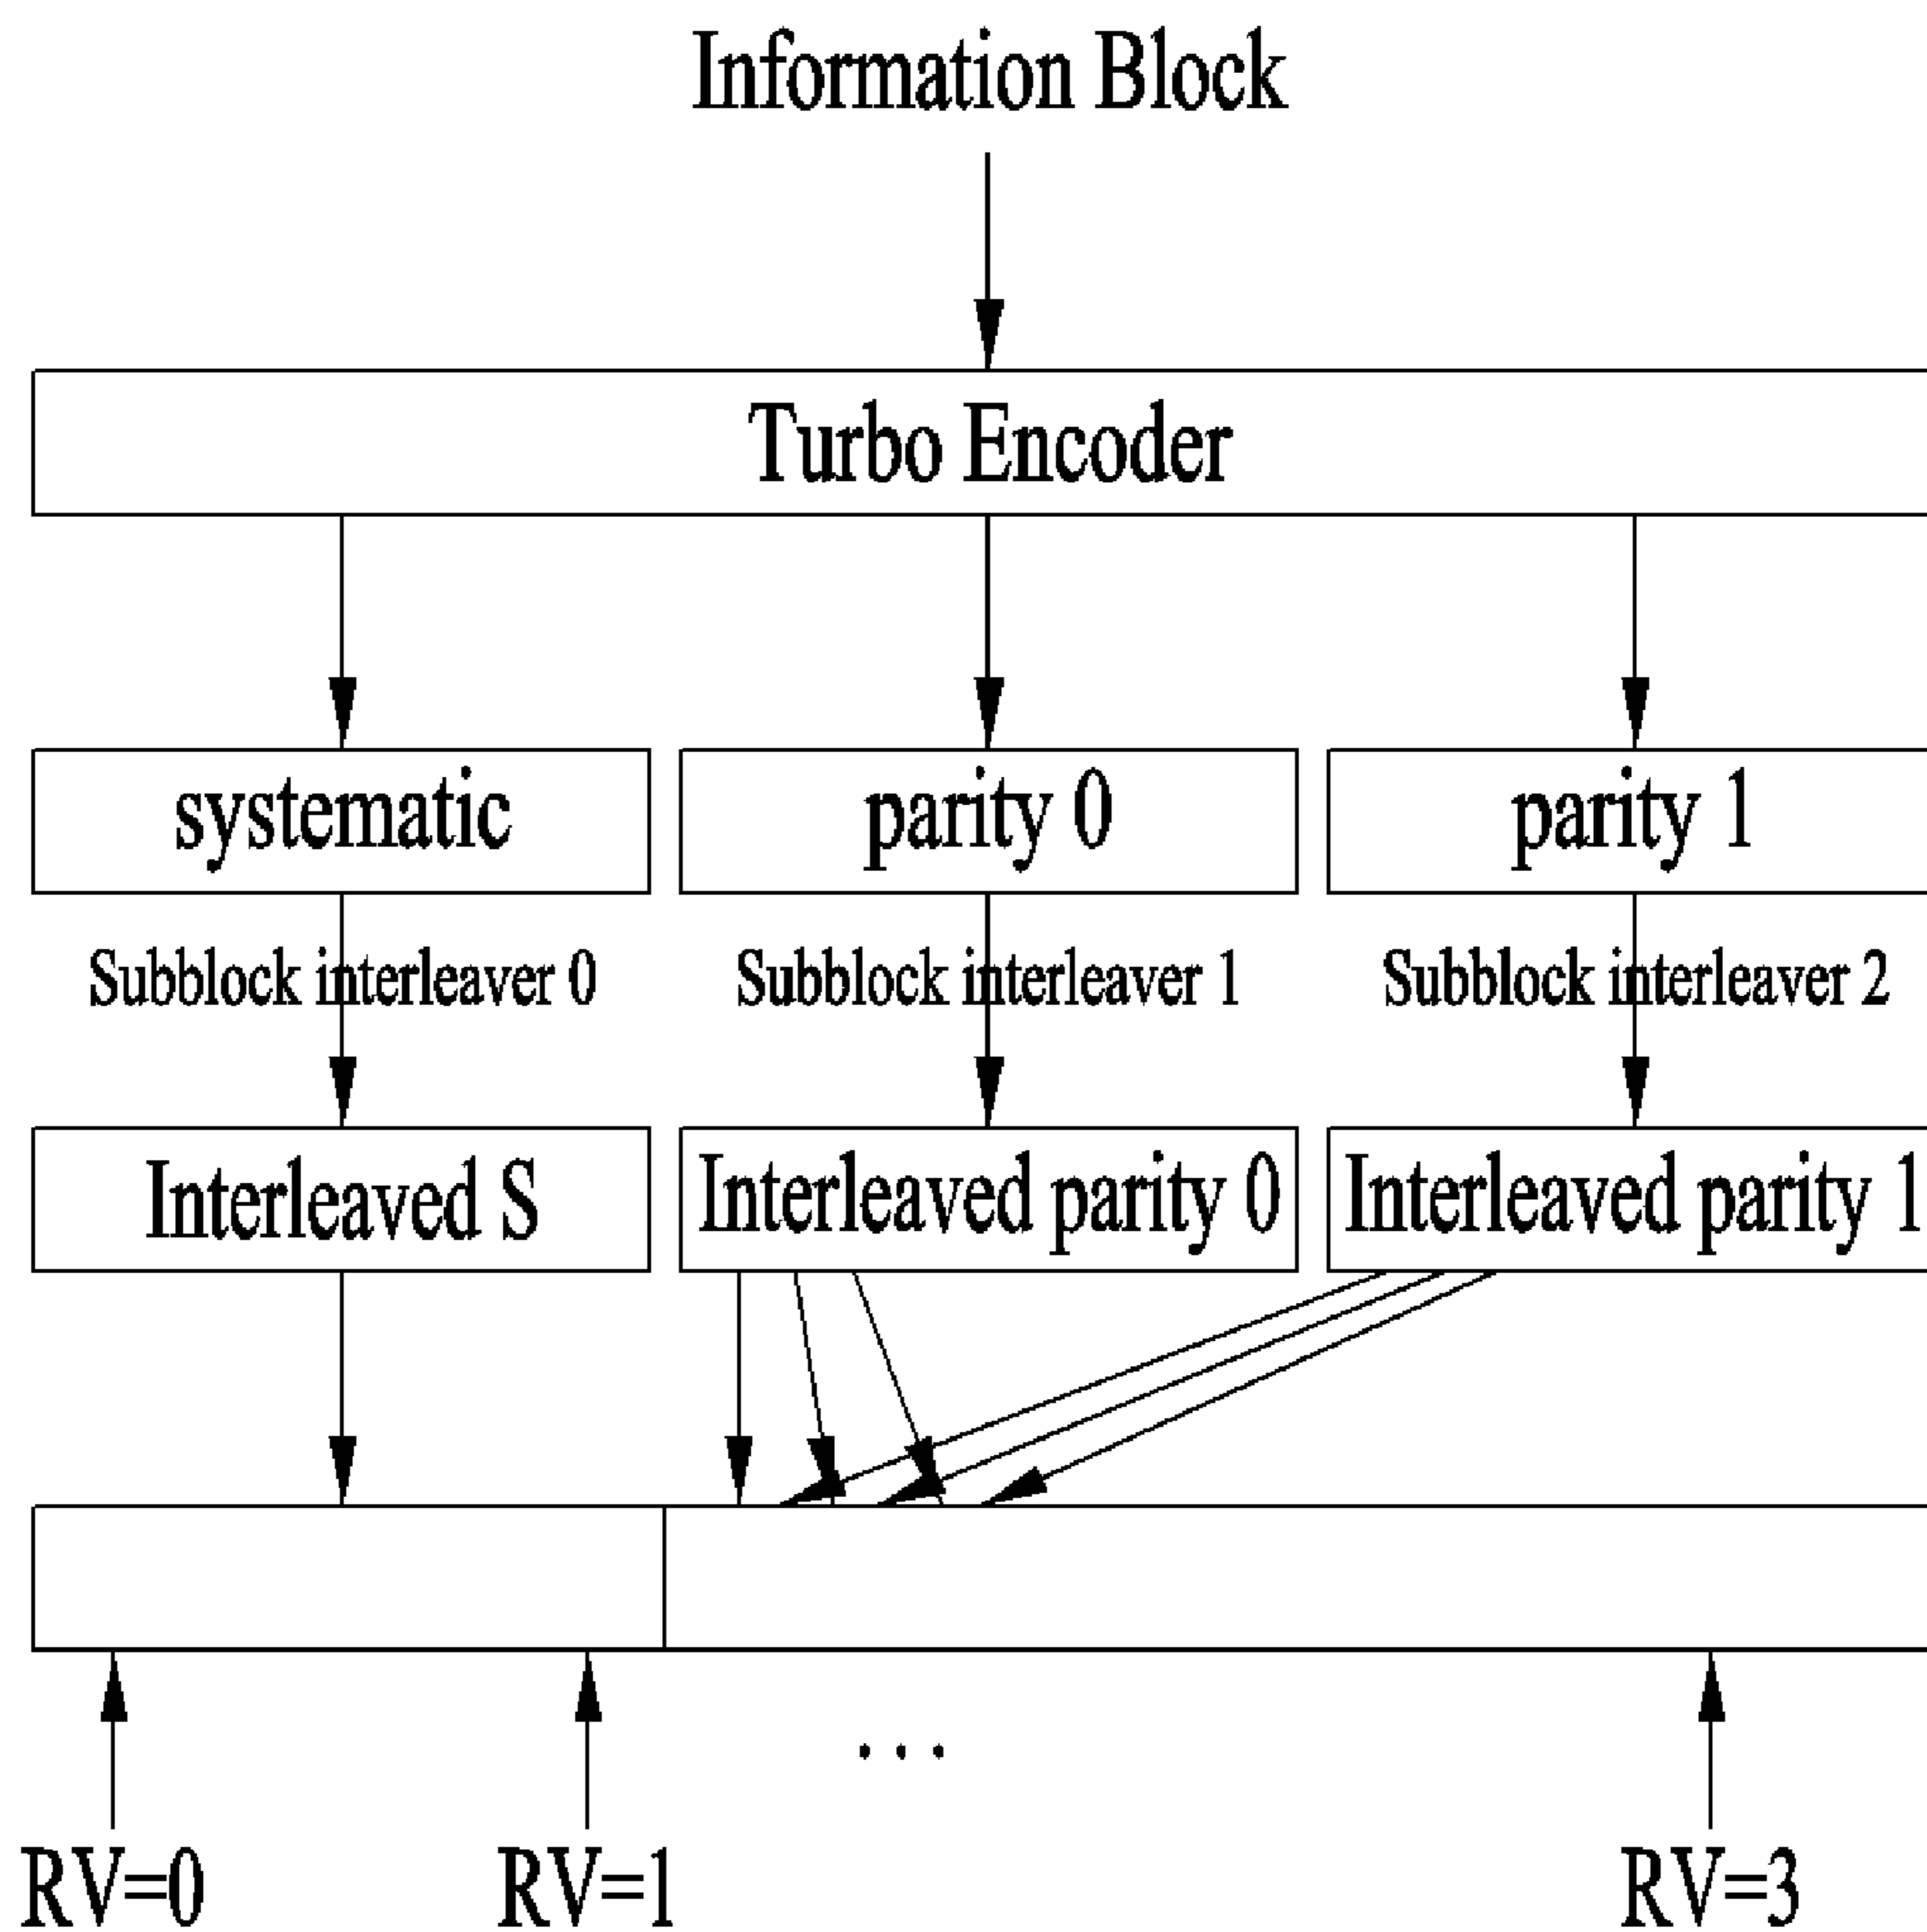 Information Block
Turbo Encoder
systematic
parity 0
parity 1
Subblock interleaver 0
Subblock interleaver 1
Subblock interleaver 2
Interleaved S
Interleaved parity 0
Interleaved parity 1
...
RV=0
RV=1
RV=3